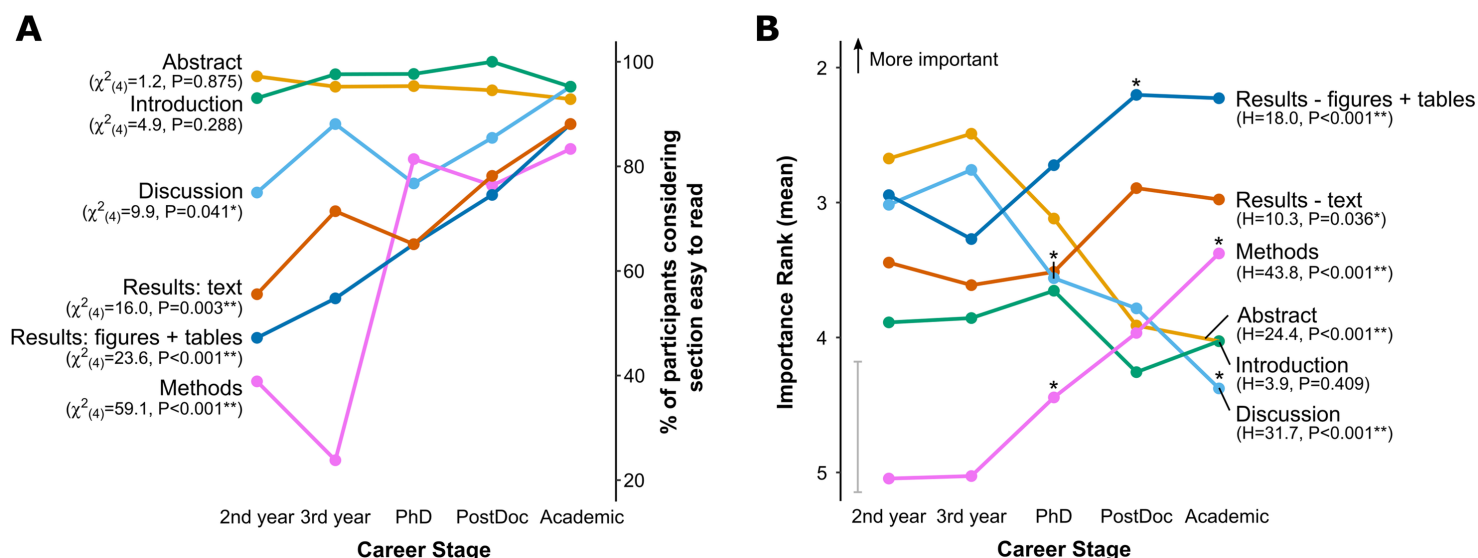 A
Abstract
(χ²₍₄₎=1.2, P=0.875)
Introduction
(χ²₍₄₎=4.9, P=0.288)
Discussion
(χ²₍₄₎=9.9, P=0.041*)
Results: text
(χ²₍₄₎=16.0, P=0.003**)
Results: figures + tables
(χ²₍₄₎=23.6, P<0.001**)
Methods
(χ²₍₄₎=59.1, P<0.001**)
100
80
60
40
20
% of participants considering
section easy to read
2nd year 3rd year PhD PostDoc Academic
Career Stage
B
More important
2
3
4
5
Importance Rank (mean)
*
*
*
*
*
Results - figures + tables
(H=18.0, P<0.001**)
Results - text
(H=10.3, P=0.036*)
Methods
(H=43.8, P<0.001**)
Abstract
(H=24.4, P<0.001**)
Introduction
(H=3.9, P=0.409)
Discussion
(H=31.7, P<0.001**)
2nd year 3rd year PhD PostDoc Academic
Career Stage